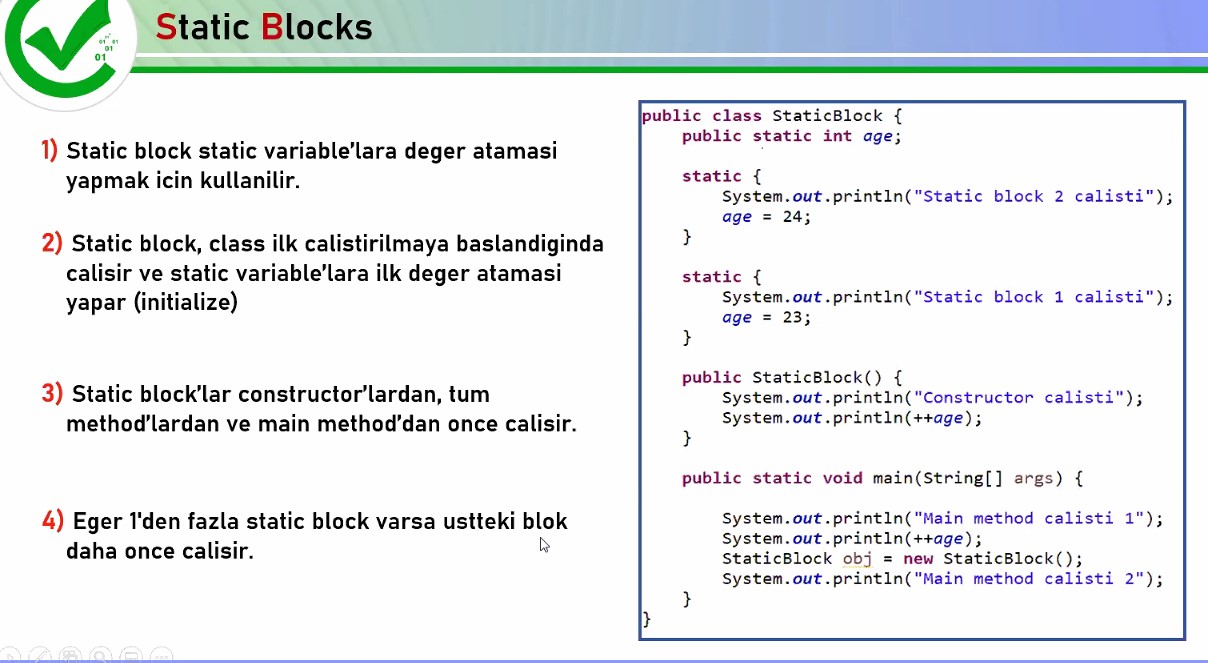 Static Blocks
1) Static block static variable'lara deger atamasi
yapmak icin kullanilir.
2) Static block, class ilk calistirilmaya baslandiginda
calisir ve static variable'lara ilk deger atamasi
yapar (initialize)
3) Static block'lar constructor'lardan, tum
method'lardan ve main method'dan once calisir.
4) Eger 1'den fazla static block varsa ustteki blok
daha once calisir.
public class StaticBlock {
public static int age;
static {
System.out.println("Static block 2 calisti");
age = 24;
}
static {
System.out.println("Static block 1 calisti");
age = 23;
}
public StaticBlock() {
System.out.println("Constructor calisti");
System.out.println(++age);
}
public static void main(String[] args) {
System.out.println("Main method calisti 1");
System.out.println(++age);
StaticBlock obj = new StaticBlock();
System.out.println("Main method calisti 2");
}
}